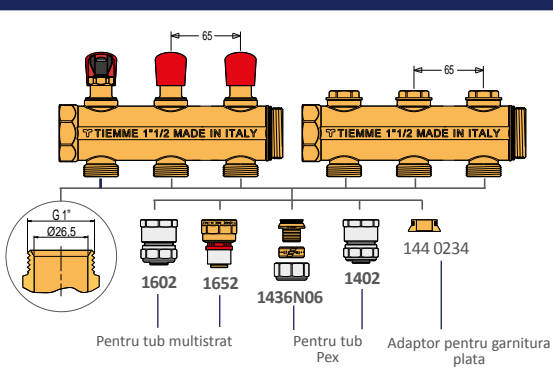 65
65
TIEMME 1"1/2 MADE IN ITALY
TIEMME 1"1/2 MADE IN ITALY
G 1"
Ø26,5
1602
1652
1436N06
1402
144 0234
Pentru tub multistrat
Pentru tub
Pex
Adaptor pentru garnitura
plata